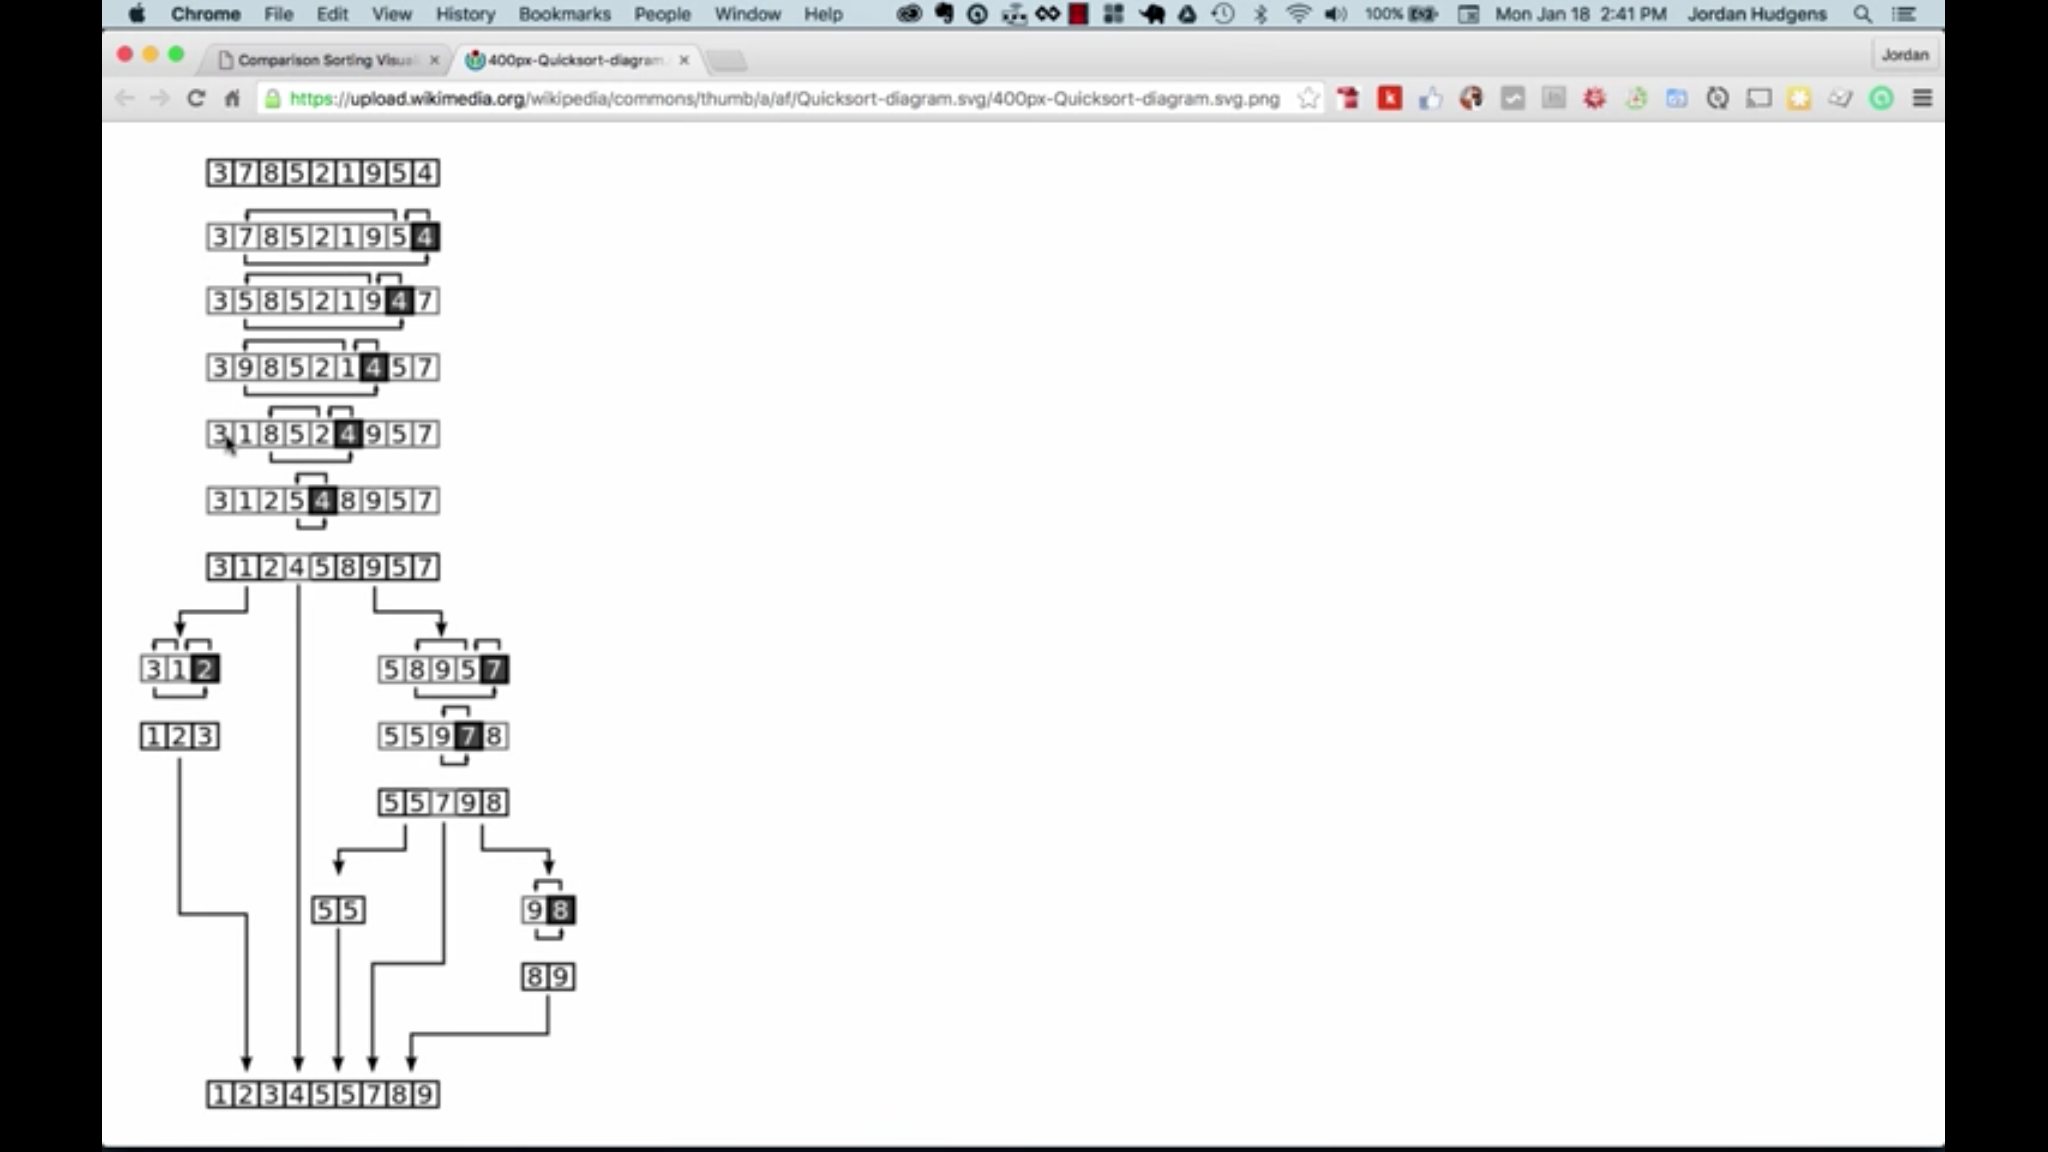 Chrome File Edit View History Bookmarks People Window Help 100% Mon Jan 18 2:41 PM Jordan Hudgens
Comparison Sorting Visual 400px-Quicksort-diagram. Jordan
https://upload.wikimedia.org/wikipedia/commons/thumb/a/af/Quicksort-diagram.svg/400px-Quicksort-diagram.svg.png
3 7 8 5 2 1 9 5 4
3 7 8 5 2 1 9 5 4
3 5 8 5 2 1 9 4 7
3 9 8 5 2 1 4 5 7
3 1 8 5 2 4 9 5 7
3 1 2 5 4 8 9 5 7
3 1 2 4 5 8 9 5 7
3 1 2 5 8 9 5 7
1 2 3 5 5 9 7 8
5 5 7 9 8
5 5 9 8
8 9
1 2 3 4 5 5 7 8 9